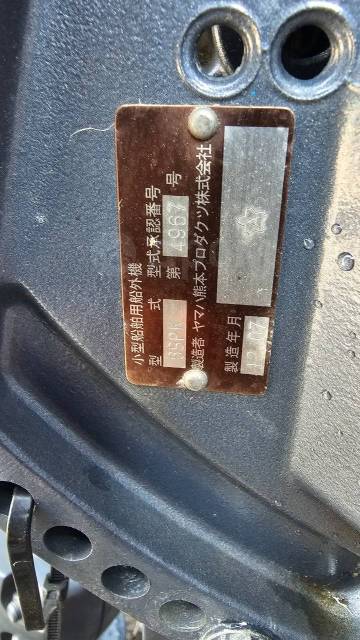 小型船舶用船外機
型式
型式承認番号
第 4967 号
製造者 ヤマハ熊本プロダクツ株式会社
製造年月